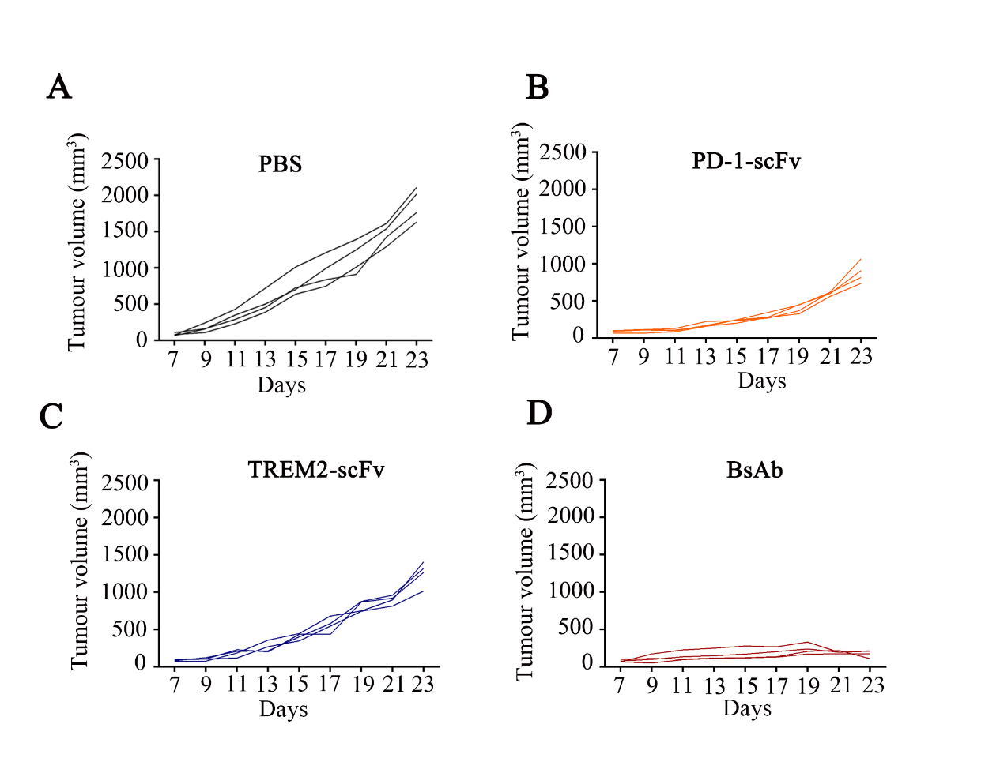 A
PBS
Tumour volume (mm³)
2500
2000
1500
1000
500
0
7 9 11 13 15 17 19 21 23
Days
B
PD-1-scFv
Tumour volume (mm³)
2500
2000
1500
1000
500
0
7 9 11 13 15 17 19 21 23
Days
C
TREM2-scFv
Tumour volume (mm³)
2500
2000
1500
1000
500
0
7 9 11 13 15 17 19 21 23
Days
D
BsAb
Tumour volume (mm³)
2500
2000
1500
1000
500
0
7 9 11 13 15 17 19 21 23
Days